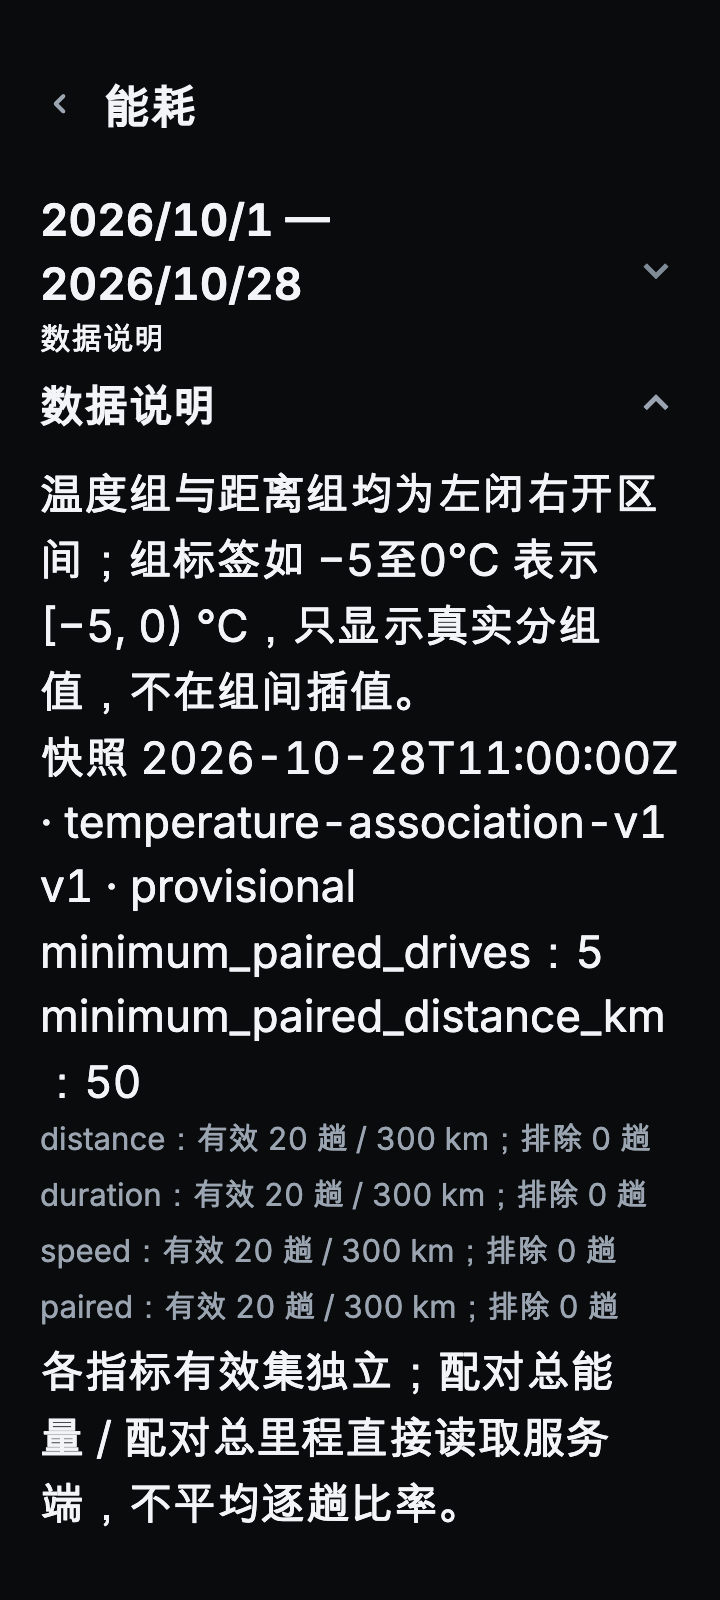 能耗
2026/10/1 —
2026/10/28
数据说明
数据说明
温度组与距离组均为左闭右开区
间；组标签如 −5至0°C 表示
[−5, 0) °C，只显示真实分组
值，不在组间插值。
快照 2026-10-28T11:00:00Z
· temperature-association-v1
v1 · provisional
minimum_paired_drives：5
minimum_paired_distance_km
：50
distance：有效 20 趟 / 300 km；排除 0 趟
duration：有效 20 趟 / 300 km；排除 0 趟
speed：有效 20 趟 / 300 km；排除 0 趟
paired：有效 20 趟 / 300 km；排除 0 趟
各指标有效集独立；配对总能
量 / 配对总里程直接读取服务
端，不平均逐趟比率。